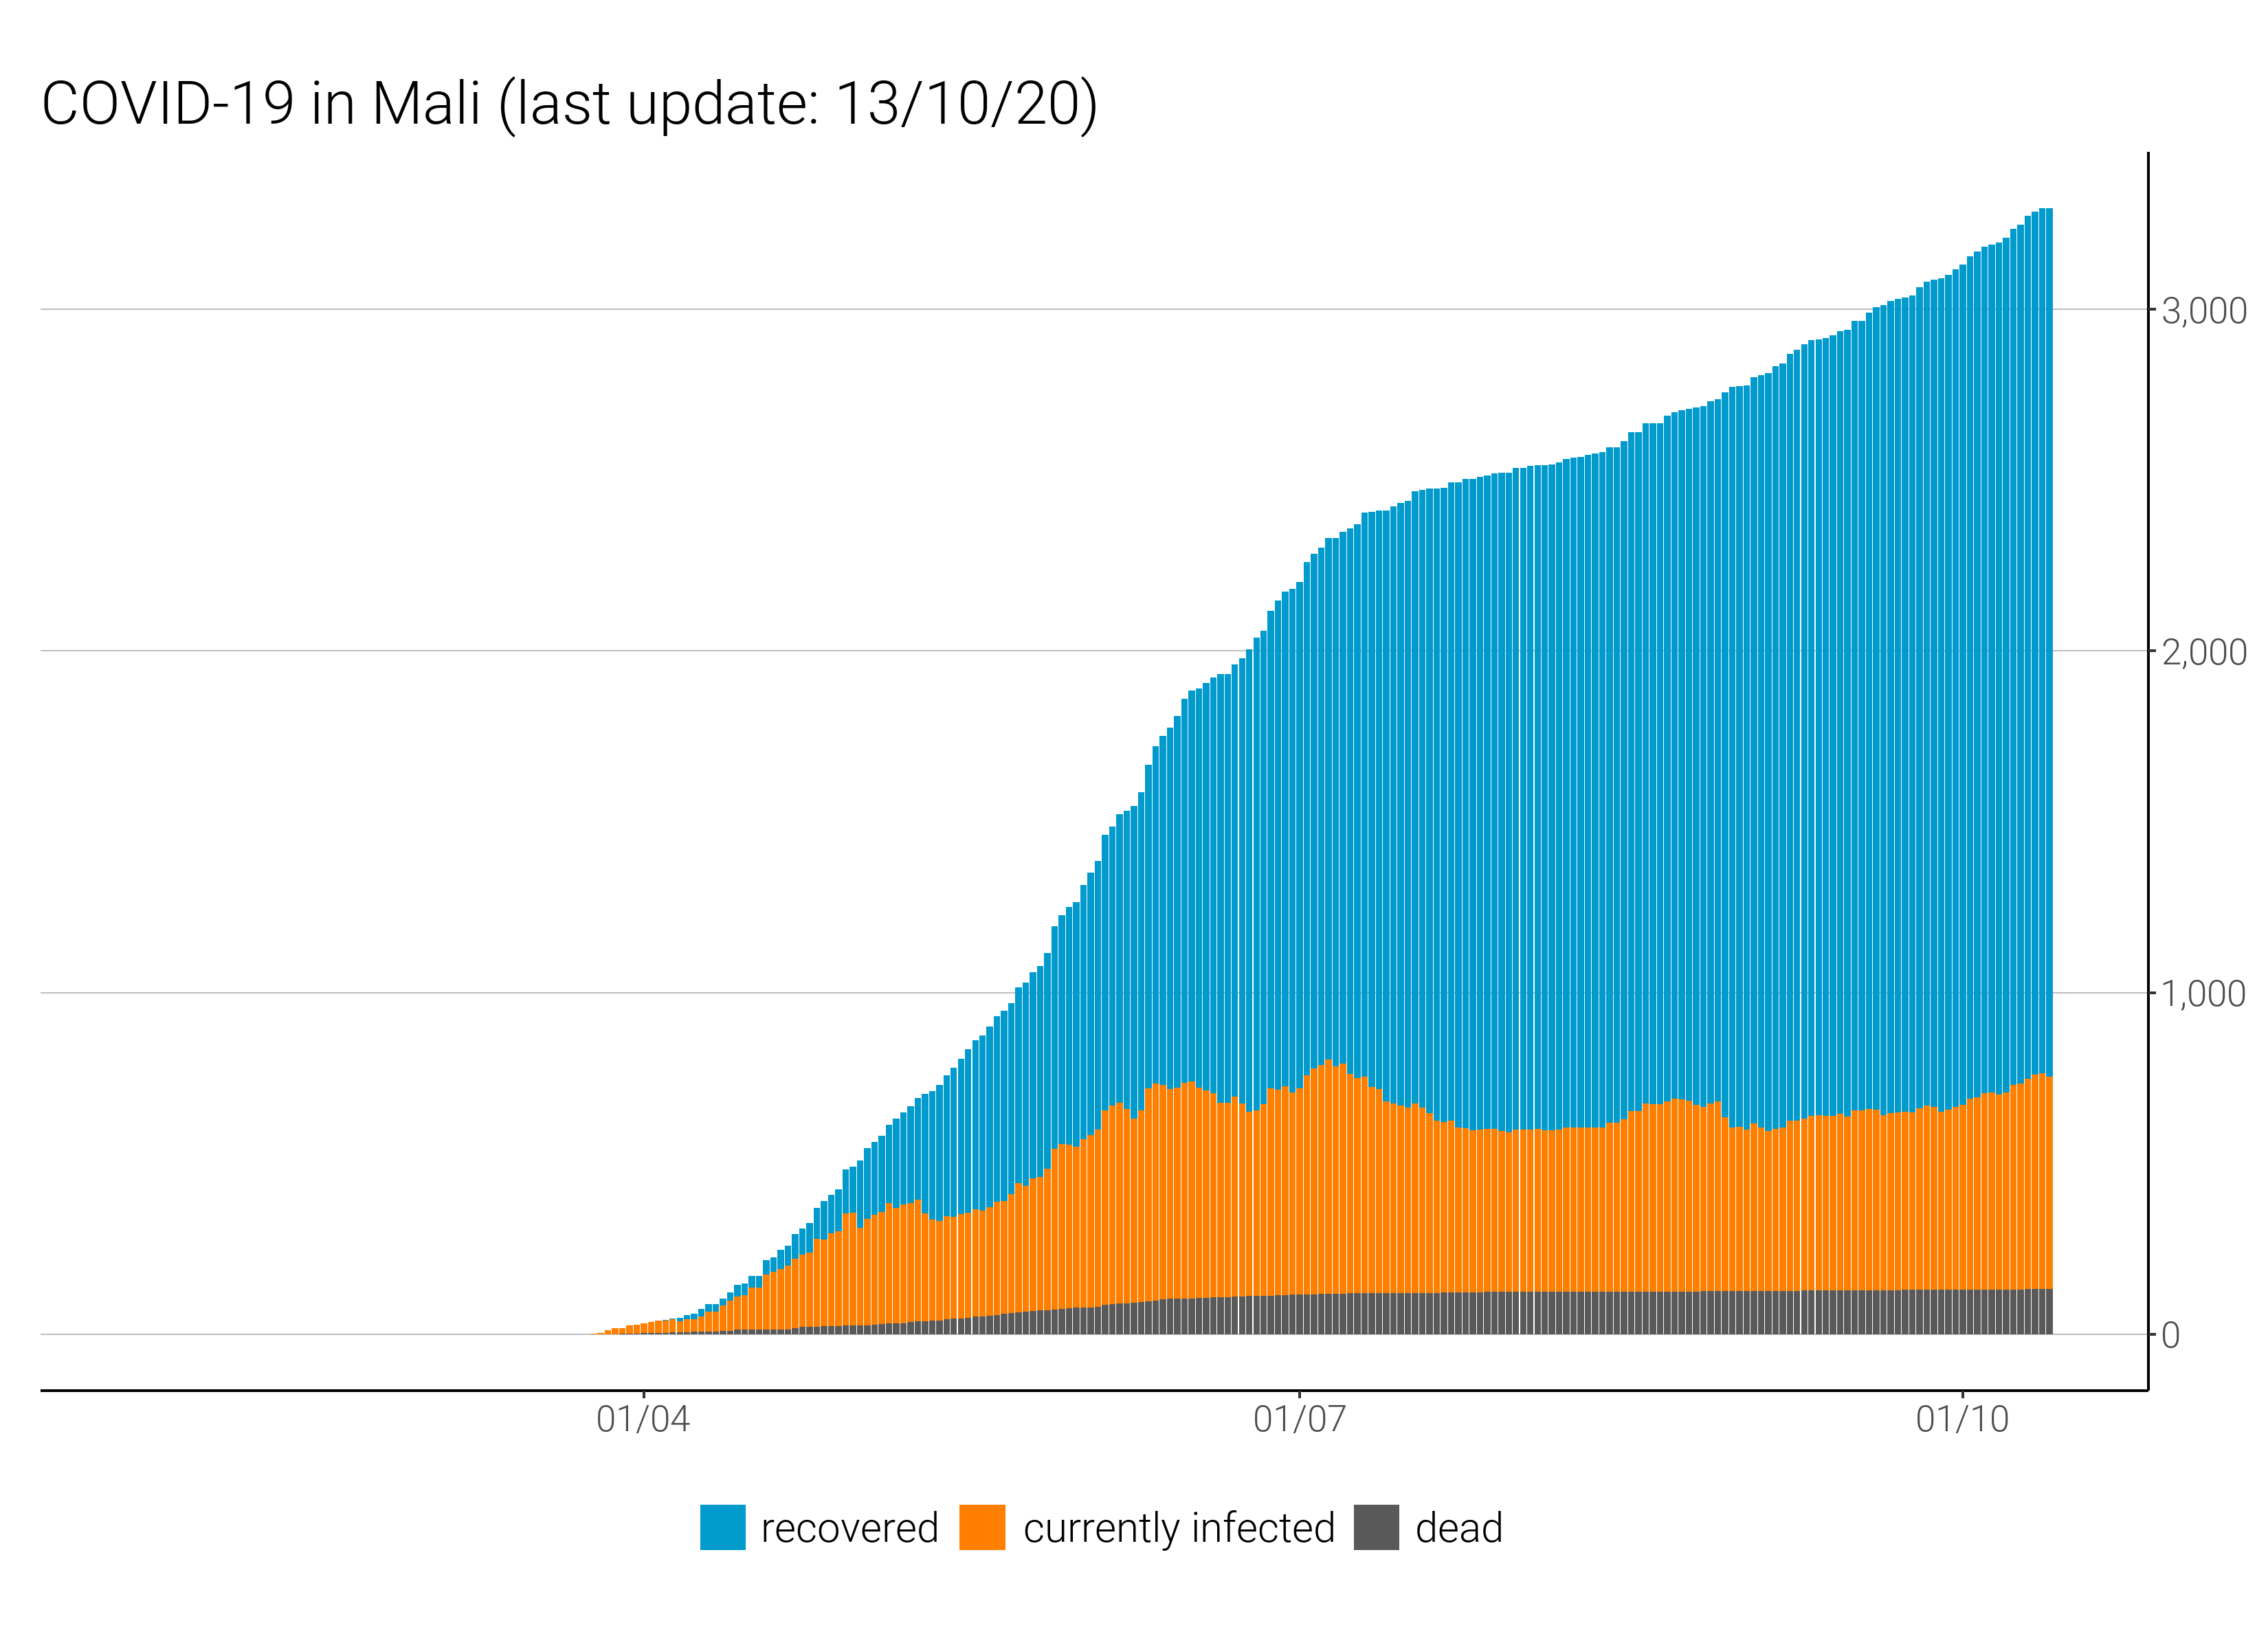 COVID-19 in Mali (last update: 13/10/20)
3,000
2,000
1,000
0
01/04 01/07 01/10
recovered currently infected dead